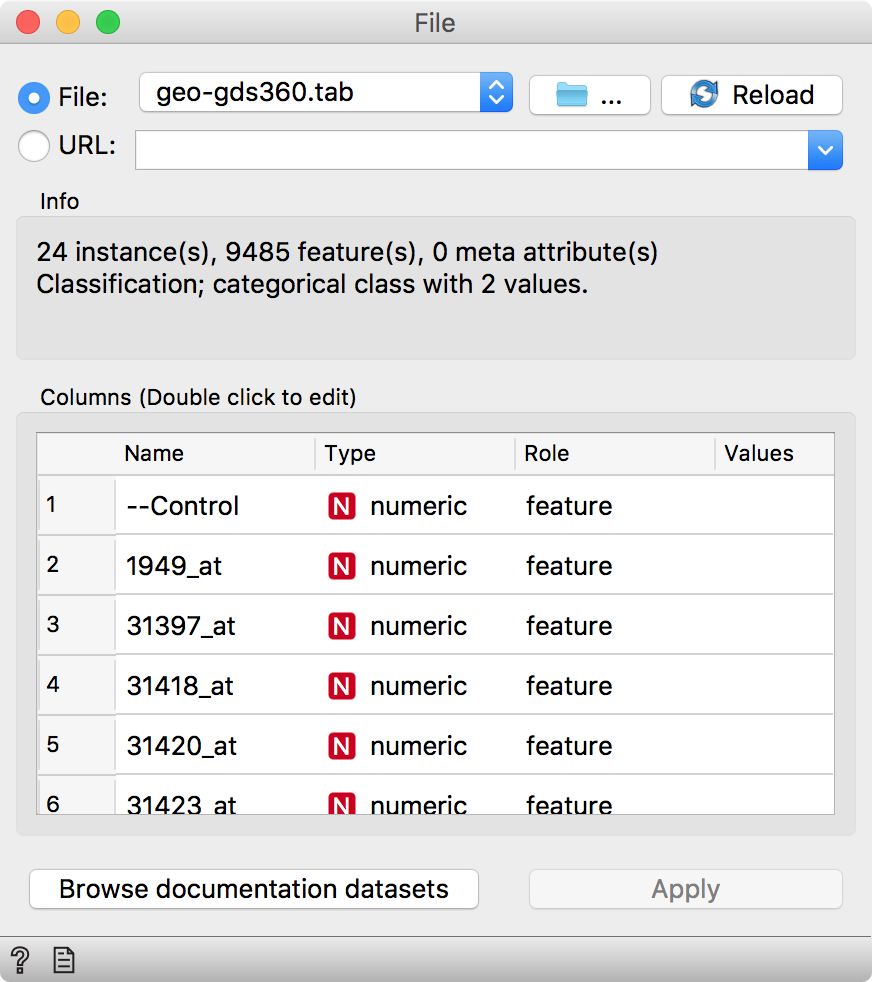 File
File: geo-gds360.tab ... Reload
URL:
Info
24 instance(s), 9485 feature(s), 0 meta attribute(s)
Classification; categorical class with 2 values.
Columns (Double click to edit)
Name Type Role Values
1 --Control N numeric feature
2 1949_at N numeric feature
3 31397_at N numeric feature
4 31418_at N numeric feature
5 31420_at N numeric feature
6 31423_at N numeric feature
Browse documentation datasets Apply
?